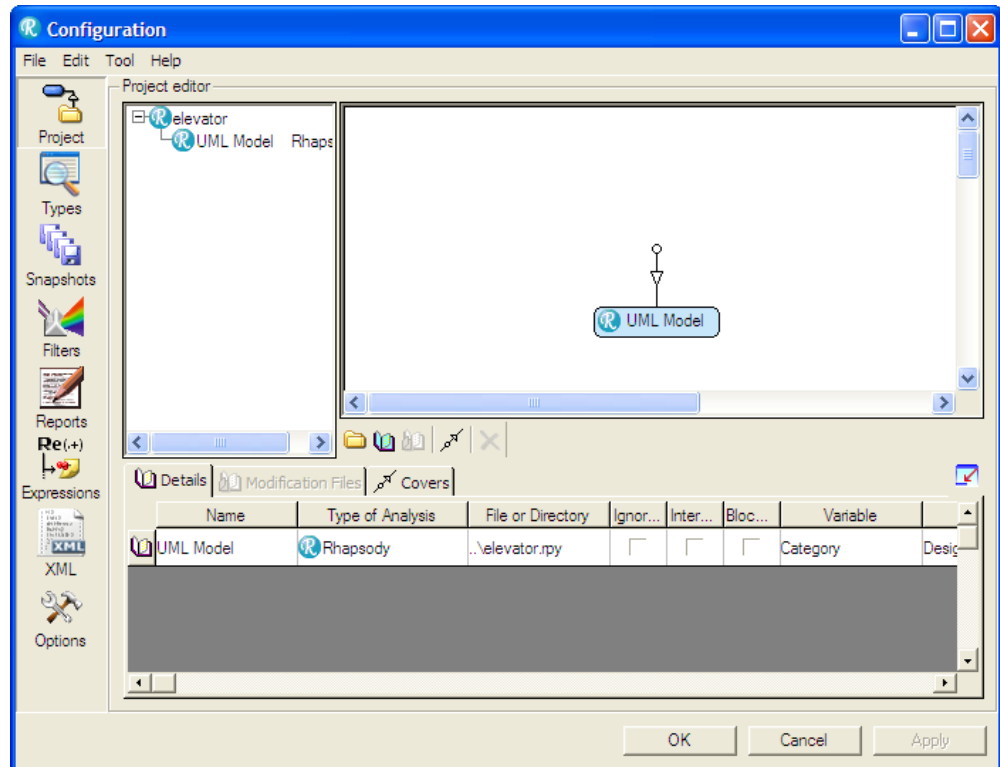 Configuration
File Edit Tool Help
Project editor
Project
Types
Snapshots
Filters
Reports
Re(.+)
Expressions
XML
XML
Options
elevator
UML Model Rhaps
UML Model
Details Modification Files Covers
Name Type of Analysis File or Directory Ignor... Inter... Bloc... Variable
UML Model Rhapsody ..\elevator.rpy Category Desig
OK Cancel Apply